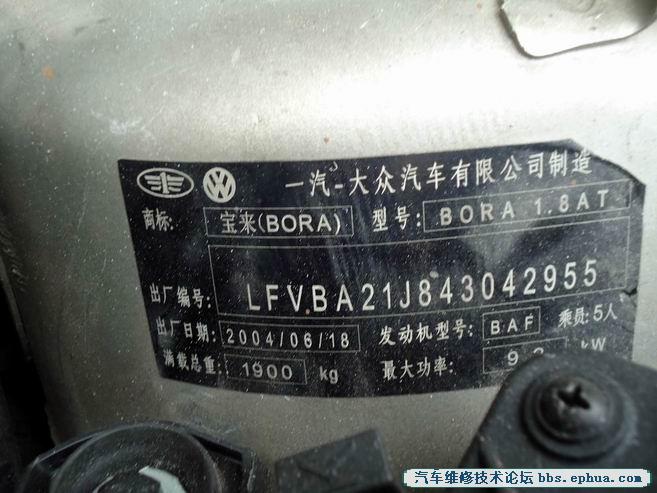 一汽-大众汽车有限公司制造
商标: 宝来(BORA) 型号: BORA 1.8AT
出厂编号: LFVBA21J843042955
出厂日期: 2004/06/18 发动机型号: BAF 乘员:5人
满载总重: 1900 kg 最大功率: kW
汽车维修技术论坛 bbs.ephua.com